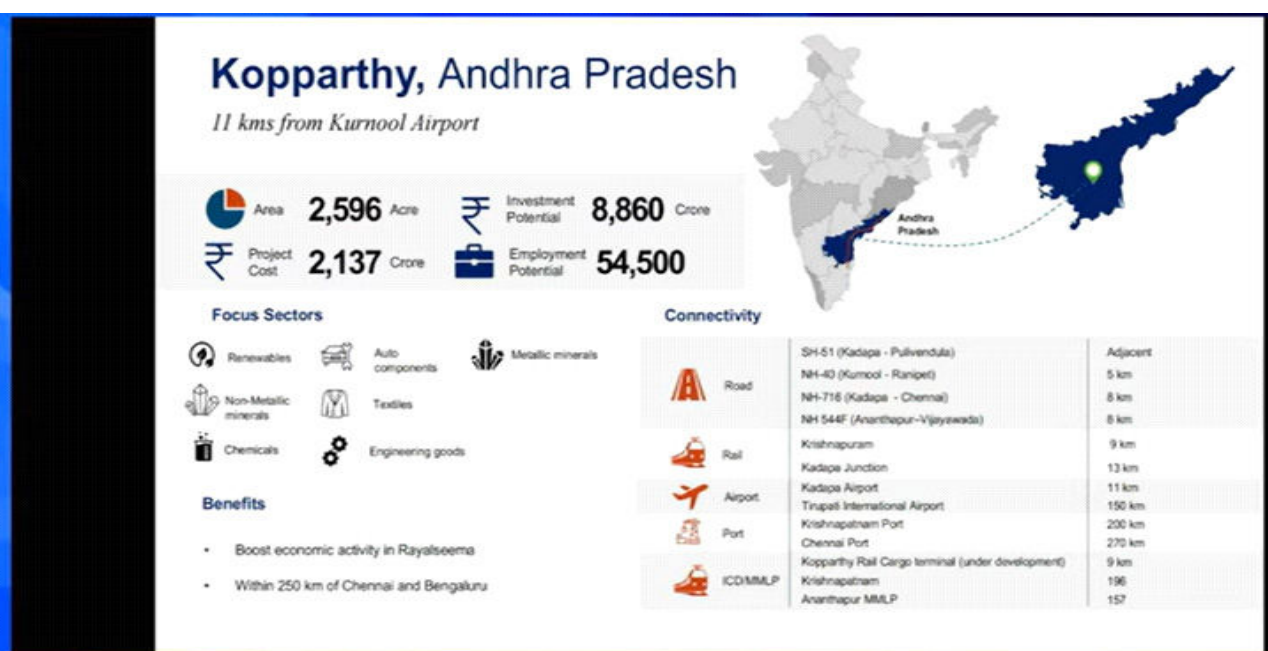 Kopparthy, Andhra Pradesh
11 kms from Kurnool Airport
Area 2,596 Acre
Investment Potential 8,860 Crore
Project Cost 2,137 Crore
Employment Potential 54,500
Andhra
Pradesh
Focus Sectors
Renewables
Auto
components
Metallic minerals
Non-Metallic
minerals
Textiles
Chemicals
Engineering goods
Benefits
• Boost economic activity in Rayalseema
• Within 250 km of Chennai and Bengaluru
Connectivity
Road
SH-51 (Kadapa - Pulivendula) Adjacent
NH-40 (Kurnool - Ranipet) 5 km
NH-716 (Kadapa - Chennai) 8 km
NH 544F (Ananthapur-Vijayawada) 8 km
Rail
Krishnapuram 9 km
Kadapa Junction 13 km
Airport
Kadapa Airport 11 km
Tirupati International Airport 150 km
Port
Krishnapatnam Port 200 km
Chennai Port 270 km
ICD/MMLP
Kopparthy Rail Cargo terminal (under development) 9 km
Krishnapatnam 196
Ananthapur MMLP 157